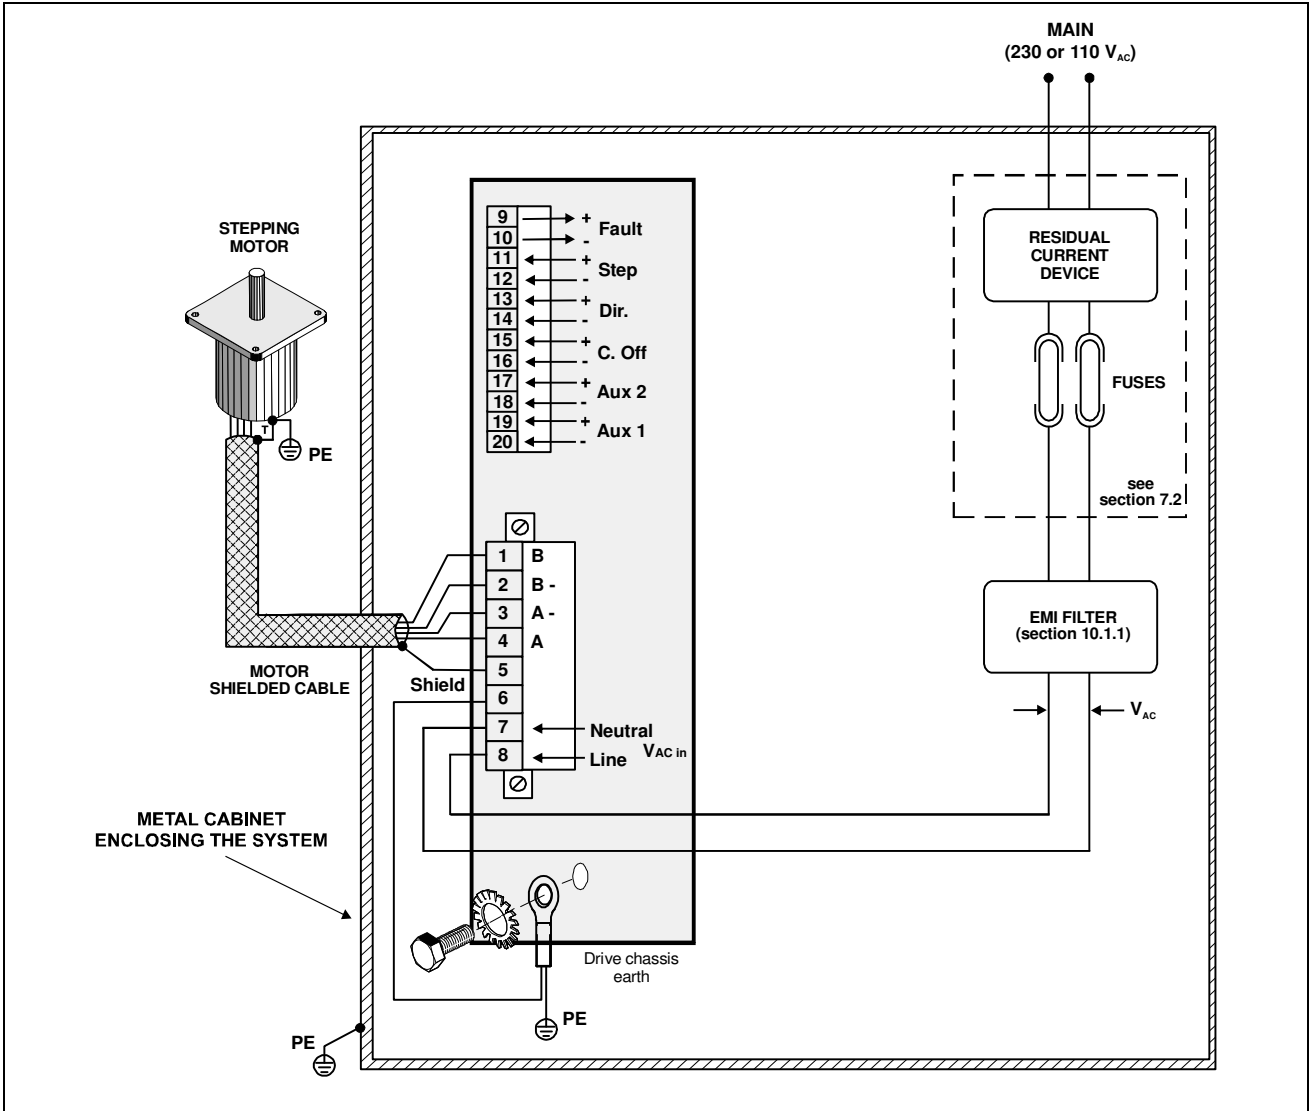 MAIN
(230 or 110 VAC)
STEPPING
MOTOR
9 + Fault
10 -
11 + Step
12 -
13 + Dir.
14 -
15 + C. Off
16 -
17 + Aux 2
18 -
19 + Aux 1
20 -
RESIDUAL
CURRENT
DEVICE
FUSES
see
section 7.2
T
PE
1 B
2 B -
3 A -
4 A
5
6
7 Neutral
8 Line
VAC in
Shield
MOTOR
SHIELDED CABLE
EMI FILTER
(section 10.1.1)
VAC
METAL CABINET
ENCLOSING THE SYSTEM
Drive chassis
earth
PE
PE